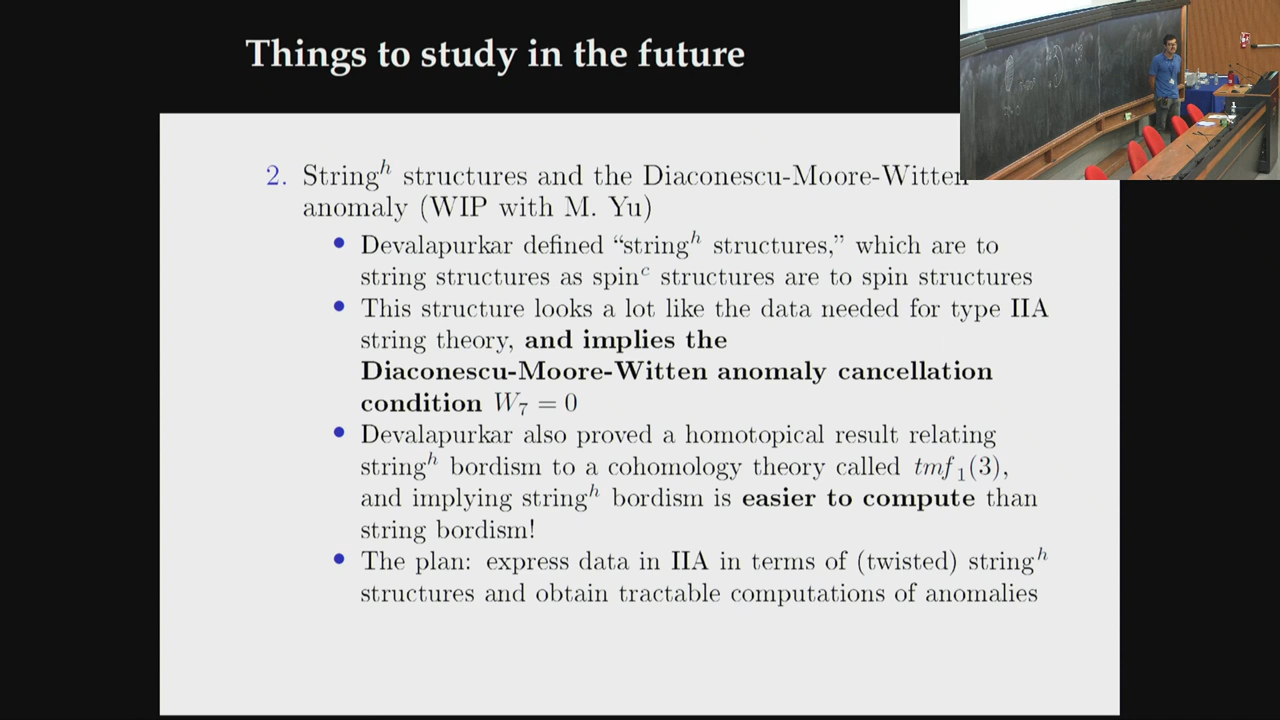 Things to study in the future
2. String^h structures and the Diaconescu-Moore-Witten
anomaly (WIP with M. Yu)
• Devalapurkar defined “string^h structures,” which are to
string structures as spin^c structures are to spin structures
• This structure looks a lot like the data needed for type IIA
string theory, and implies the
Diaconescu-Moore-Witten anomaly cancellation
condition W₇ = 0
• Devalapurkar also proved a homotopical result relating
string^h bordism to a cohomology theory called tmf₁(3),
and implying string^h bordism is easier to compute than
string bordism!
• The plan: express data in IIA in terms of (twisted) string^h
structures and obtain tractable computations of anomalies